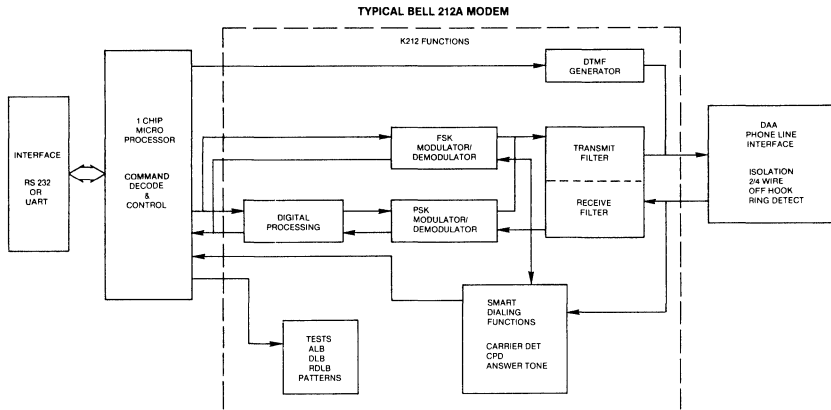 TYPICAL BELL 212A MODEM
K212 FUNCTIONS
DTMF
GENERATOR
1 CHIP
MICRO
PROCESSOR
COMMAND
DECODE
&
CONTROL
INTERFACE
RS 232
OR
UART
FSK
MODULATOR/
DEMODULATOR
TRANSMIT
FILTER
RECEIVE
FILTER
DAA
PHONE LINE
INTERFACE
ISOLATION
2/4 WIRE
OFF HOOK
RING DETECT
DIGITAL
PROCESSING
PSK
MODULATOR/
DEMODULATOR
SMART
DIALING
FUNCTIONS
CARRIER DET
CPD
ANSWER TONE
TESTS
ALB
DLB
RDLB
PATTERNS